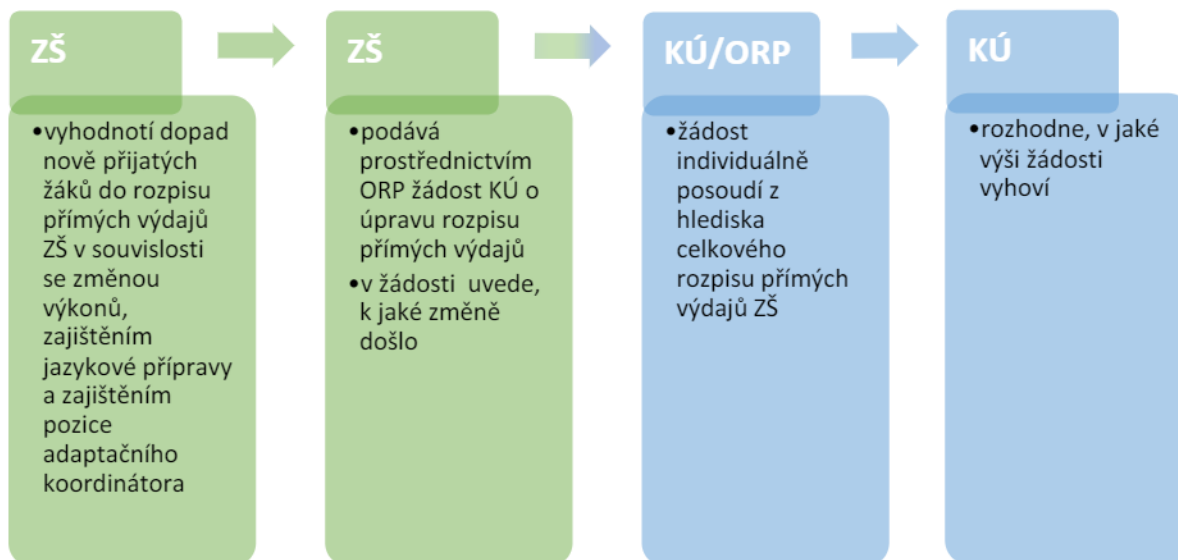 ZŠ
•vyhodnotí dopad
nově přijatých
žáků do rozpisu
přímých výdajů
ZŠ v souvislosti
se změnou
výkonů,
zajištěním
jazykové přípravy
a zajištěním
pozice
adaptačního
koordinátora
ZŠ
•podává
prostřednictvím
ORP žádost KÚ o
úpravu rozpisu
přímých výdajů
•v žádosti uvede,
k jaké změně
došlo
KÚ/ORP
•žádost
individuálně
posoudí z
hlediska
celkového
rozpisu přímých
výdajů ZŠ
KÚ
•rozhodne, v jaké
výši žádosti
vyhoví